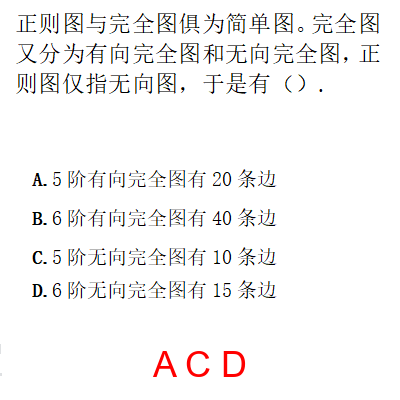 正则图与完全图俱为简单图。完全图
又分为有向完全图和无向完全图，正
则图仅指无向图，于是有（）.
A.5 阶有向完全图有 20 条边
B.6 阶有向完全图有 40 条边
C.5 阶无向完全图有 10 条边
D.6 阶无向完全图有 15 条边
A C D